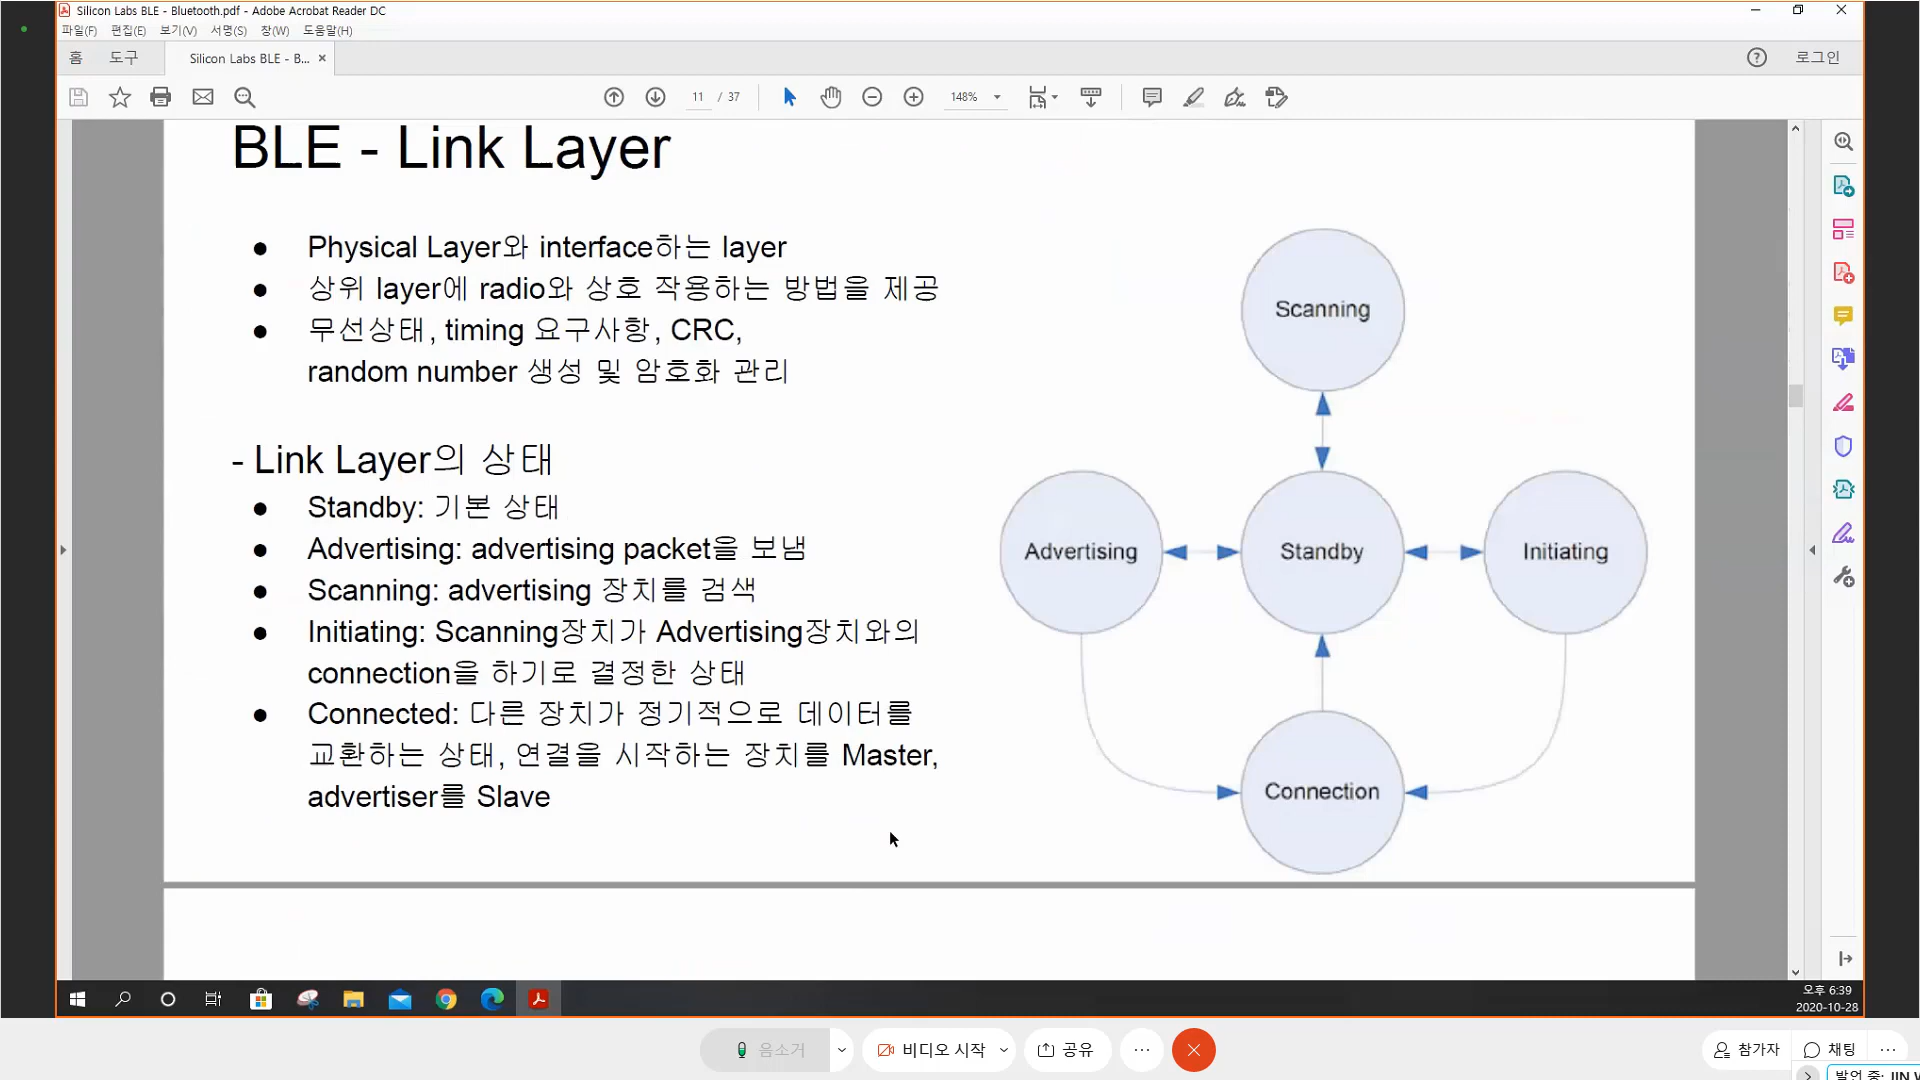 Silicon Labs BLE - Bluetooth.pdf - Adobe Acrobat Reader DC
파일(F) 편집(E) 보기(V) 서명(S) 창(W) 도움말(H)
홈 도구 Silicon Labs BLE - B... × 로그인
11 / 37 148%
BLE - Link Layer
● Physical Layer와 interface하는 layer
● 상위 layer에 radio와 상호 작용하는 방법을 제공
● 무선상태, timing 요구사항, CRC,
random number 생성 및 암호화 관리
- Link Layer의 상태
● Standby: 기본 상태
● Advertising: advertising packet을 보냄
● Scanning: advertising 장치를 검색
● Initiating: Scanning장치가 Advertising장치와의
connection을 하기로 결정한 상태
● Connected: 다른 장치가 정기적으로 데이터를
교환하는 상태, 연결을 시작하는 장치를 Master,
advertiser를 Slave
Scanning
Advertising
Standby
Initiating
Connection
오후 6:39
2020-10-28
음소거
비디오 시작
공유
참가자
채팅
발언 중: JIN